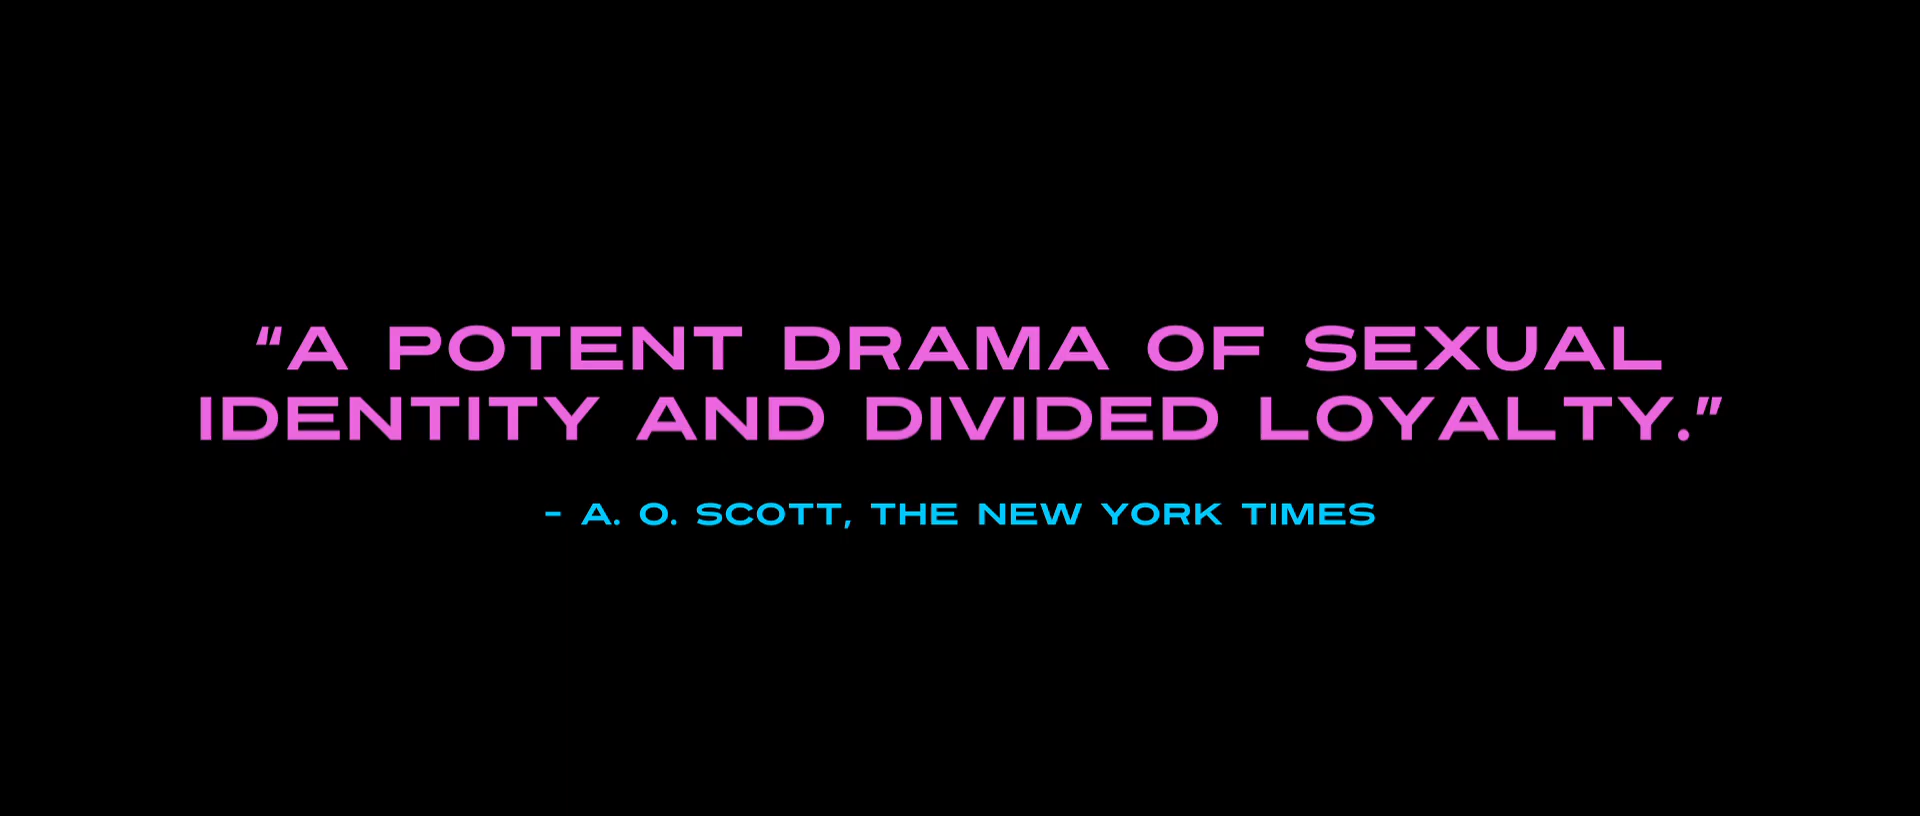 “A POTENT DRAMA OF SEXUAL
IDENTITY AND DIVIDED LOYALTY.”
- A. O. SCOTT, THE NEW YORK TIMES